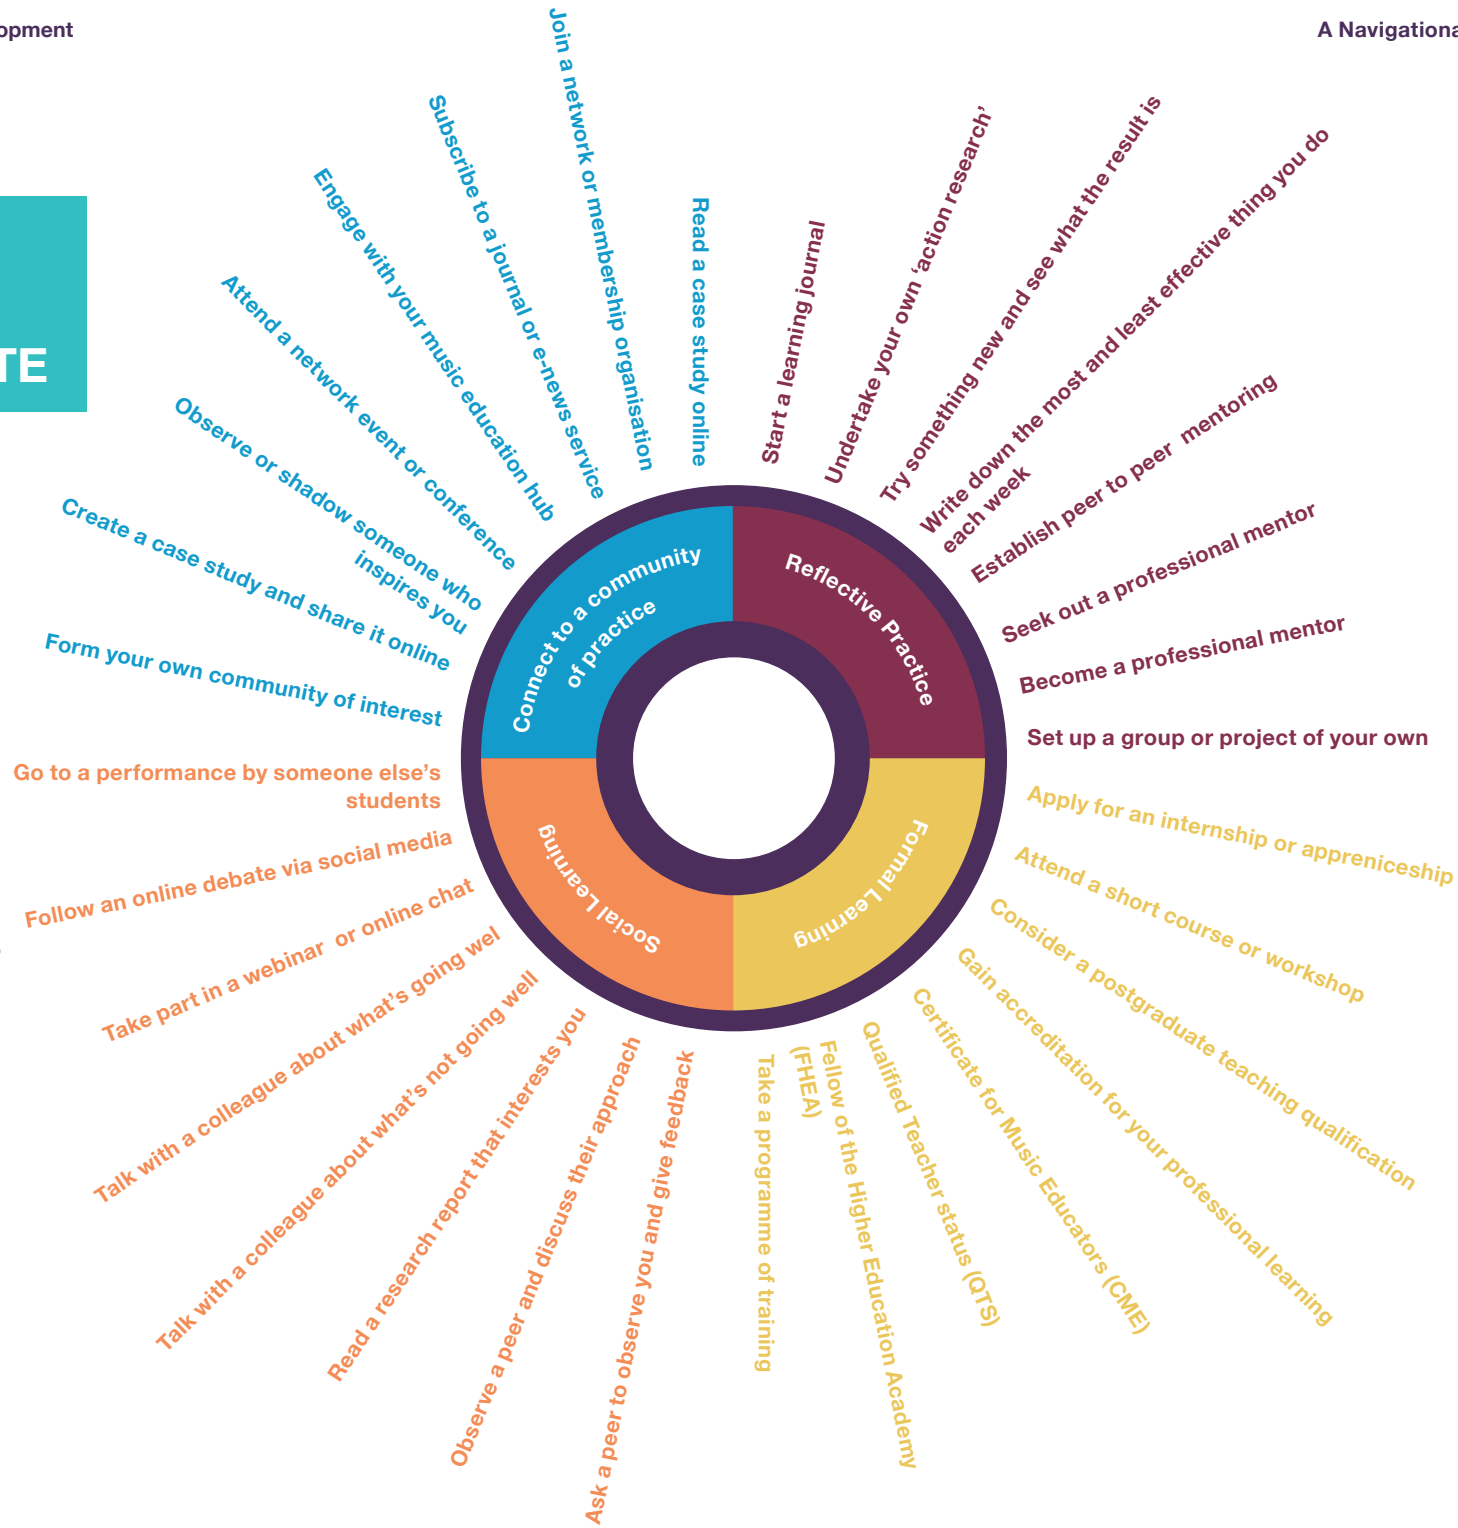 opment
A Navigationa
TE
Connect to a community
of practice
Reflective Practice
Formal Learning
Social Learning
Form your own community of interest
Create a case study and share it online
Observe or shadow someone who
inspires you
Attend a network event or conference
Engage with your music education hub
Subscribe to a journal or e-news service
Join a network or membership organisation
Read a case study online
Start a learning journal
Undertake your own ‘action research’
Try something new and see what the result is
Write down the most and least effective thing you do
each week
Establish peer to peer  mentoring
Seek out a professional mentor
Become a professional mentor
Set up a group or project of your own
Apply for an internship or appreniceship
Attend a short course or workshop
Consider a postgraduate teaching qualification
Gain accreditation for your professional learning
Certificate for Music Educators (CME)
Qualified Teacher status (QTS)
Fellow of the Higher Education Academy
(FHEA)
Take a programme of training
Ask a peer to observe you and give feedback
Observe a peer and discuss their approach
Read a research report that interests you
Talk with a colleague about what’s not going well
Talk with a colleague about what’s going wel
Take part in a webinar  or online chat
Follow an online debate via social media
Go to a performance by someone else’s
students